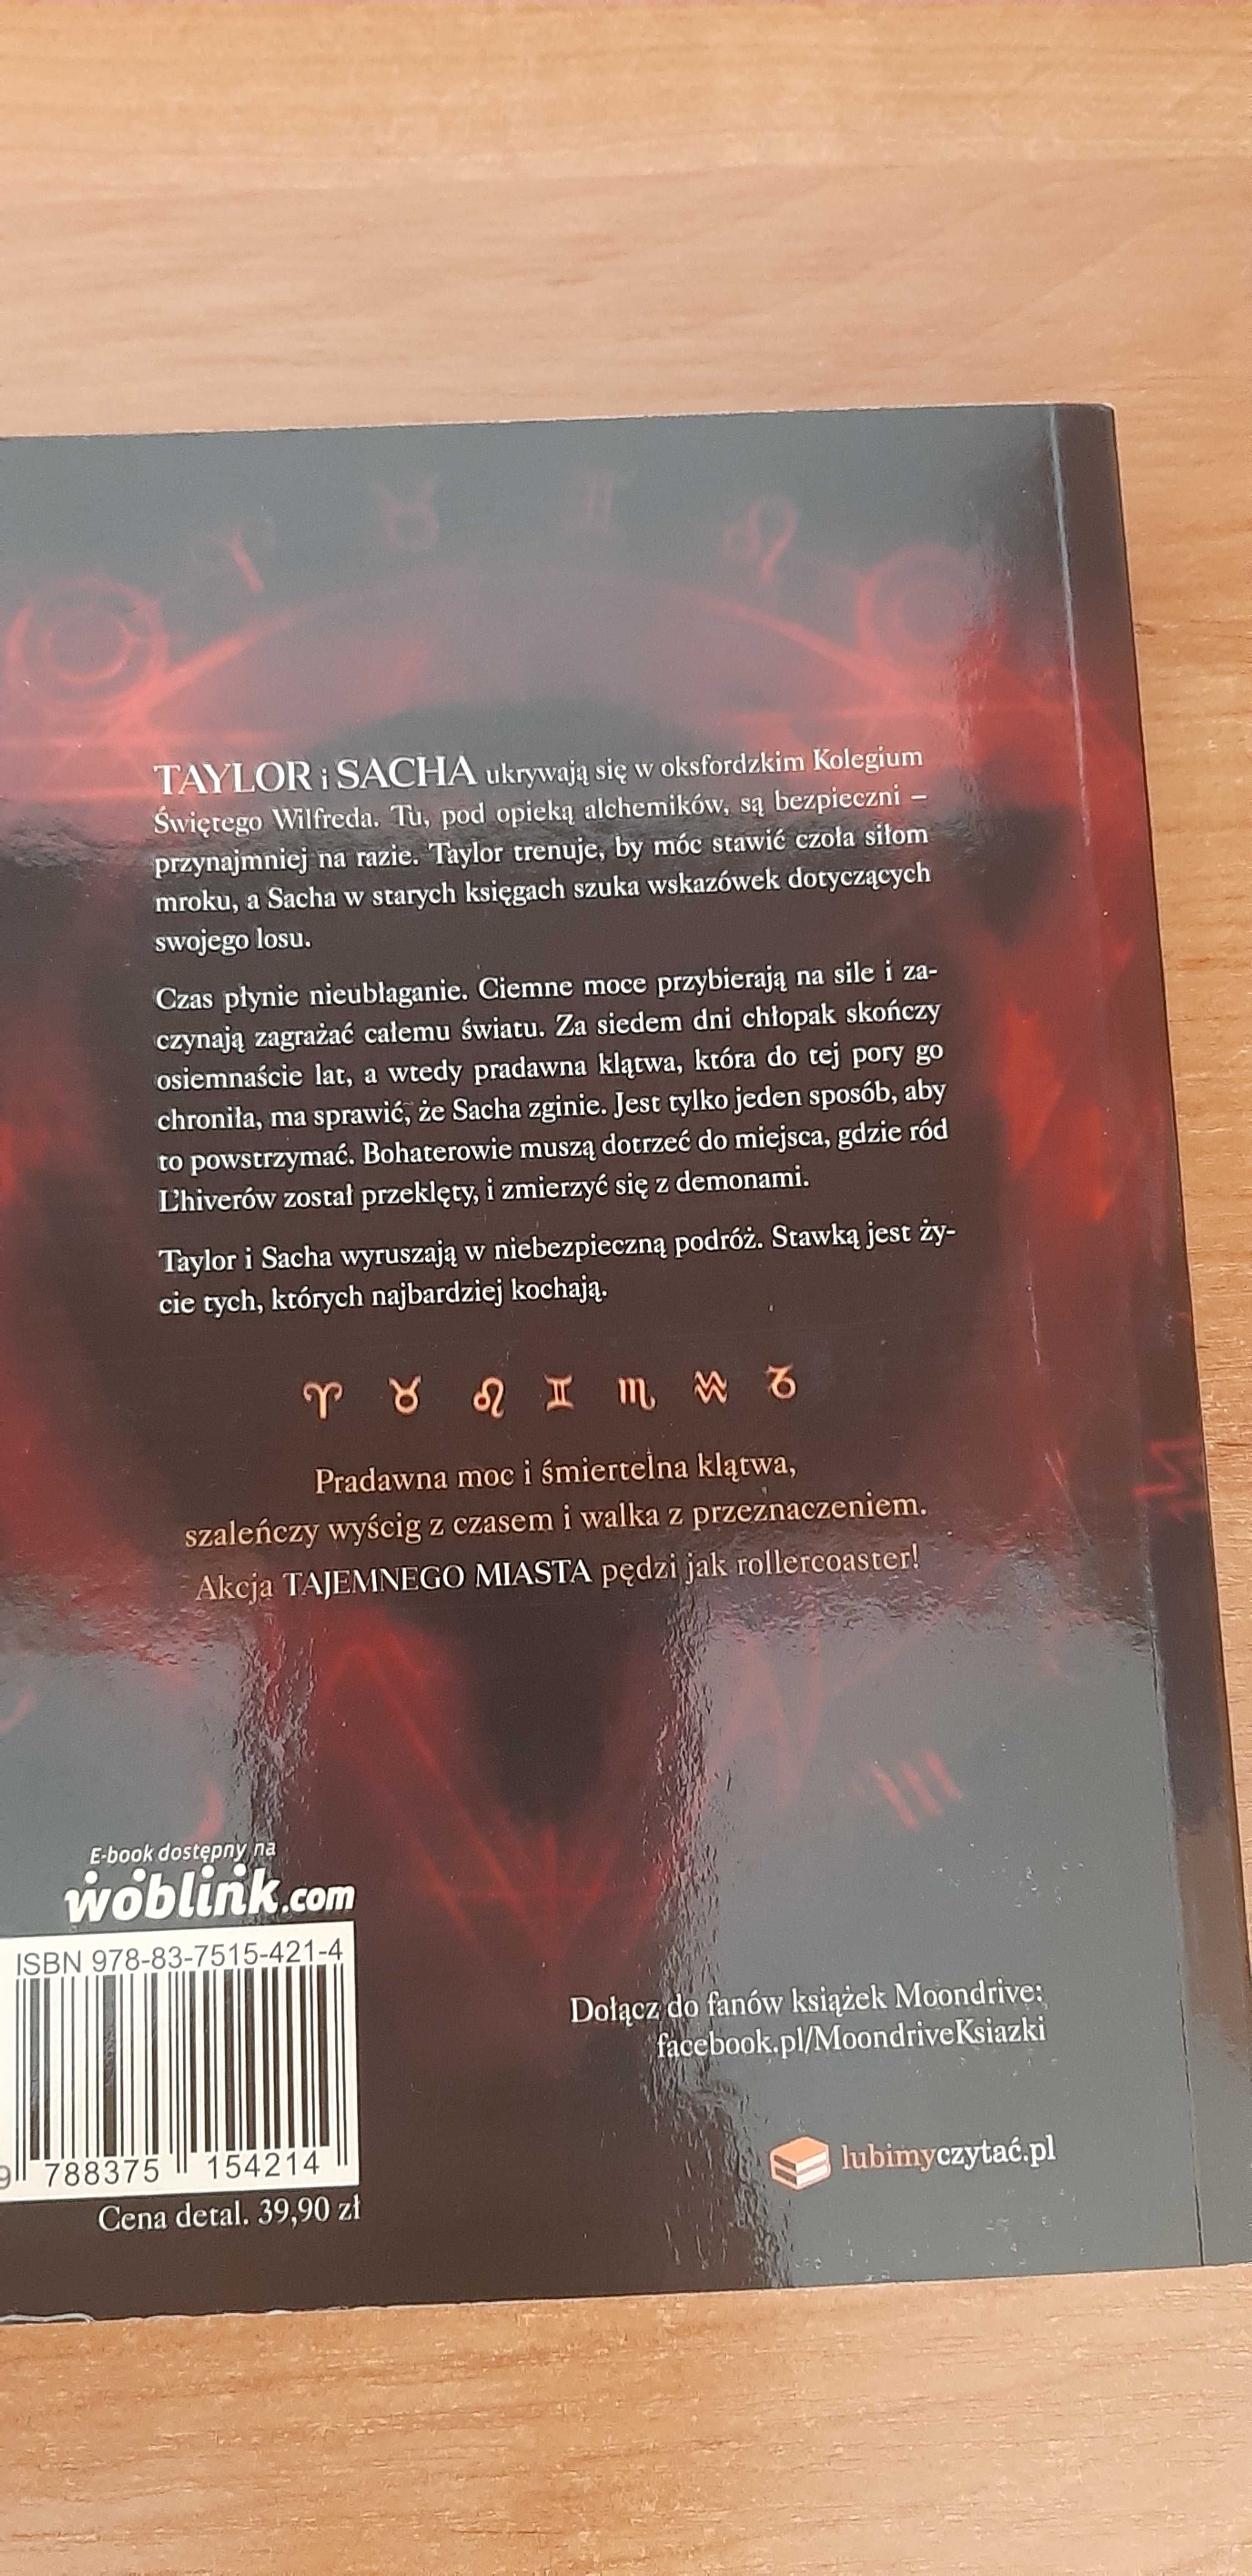 TAYLOR i SACHA ukrywają się w oksfordzkim Kolegium
Świętego Wilfreda. Tu, pod opieką alchemików, są bezpieczni –
przynajmniej na razie. Taylor trenuje, by móc stawić czoła siłom
mroku, a Sacha w starych księgach szuka wskazówek dotyczących
swojego losu.
Czas płynie nieubłaganie. Ciemne moce przybierają na sile i za-
czynają zagrażać całemu światu. Za siedem dni chłopak skończy
osiemnaście lat, a wtedy pradawna klątwa, która do tej pory go
chroniła, ma sprawić, że Sacha zginie. Jest tylko jeden sposób, aby
to powstrzymać. Bohaterowie muszą dotrzeć do miejsca, gdzie ród
L'hiverów został przeklęty, i zmierzyć się z demonami.
Taylor i Sacha wyruszają w niebezpieczną podróż. Stawką jest ży-
cie tych, których najbardziej kochają.
♈ ♉ ♌ ♊ ♏ ♒ ♉
Pradawna moc i śmiertelna klątwa,
szaleńczy wyścig z czasem i walka z przeznaczeniem.
Akcja TAJEMNEGO MIASTA pędzi jak rollercoaster!
E-book dostępny na
woblink.com
ISBN 978-83-7515-421-4
9 788375 154214
Cena detal. 39,90 zł
Dołącz do fanów książek Moondrive:
facebook.pl/MoondriveKsiazki
lubimyczytać.pl